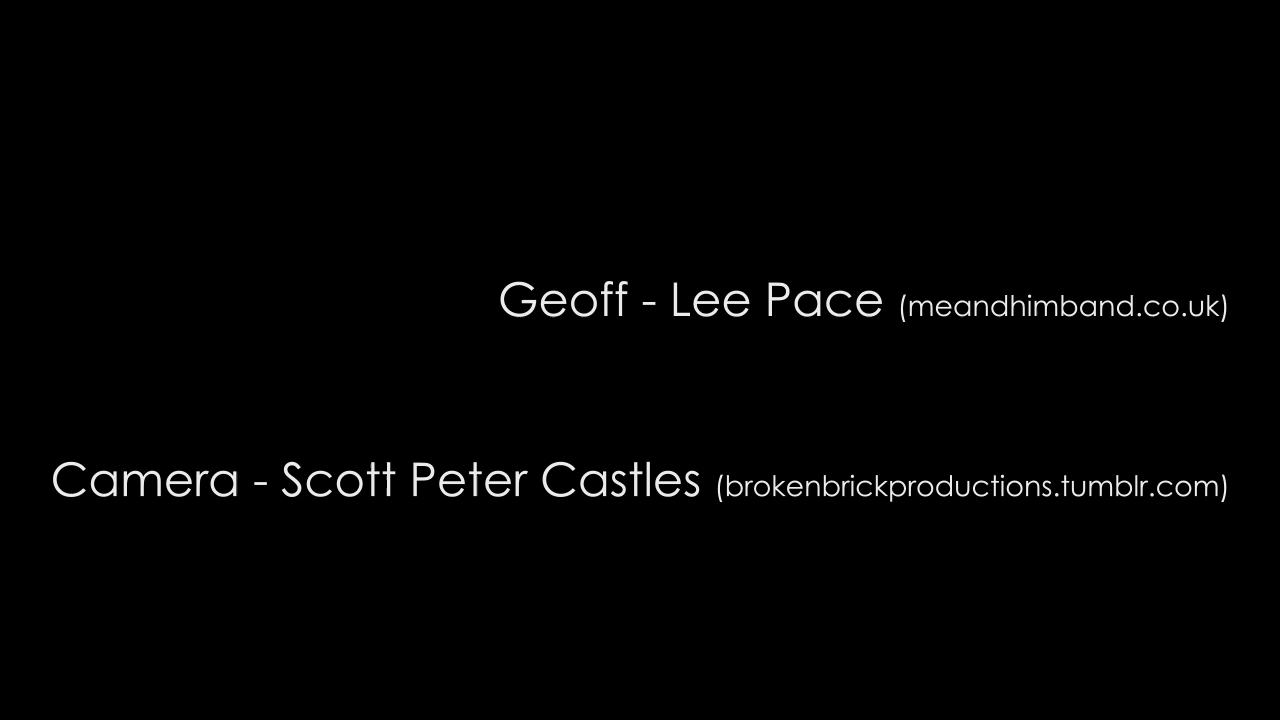 Geoff - Lee Pace (meandhimband.co.uk)
Camera - Scott Peter Castles (brokenbrickproductions.tumblr.com)